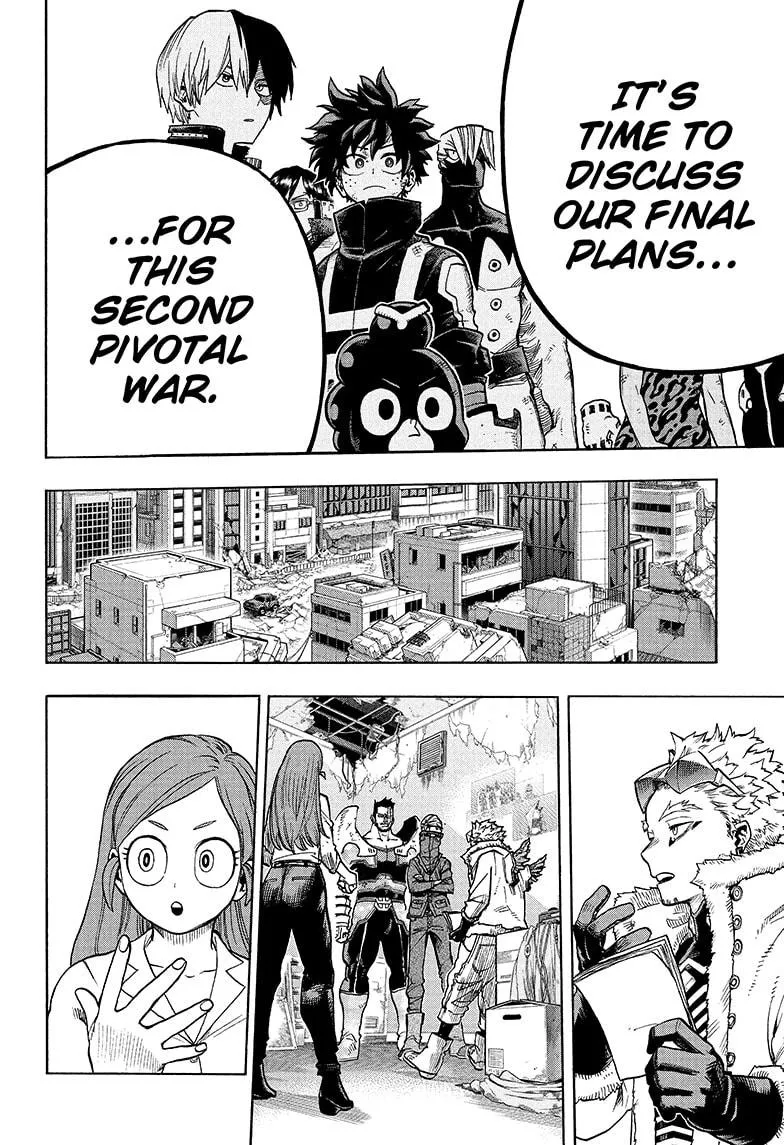 IT'S
TIME TO
DISCUSS
OUR FINAL
PLANS...
...FOR
THIS
SECOND
PIVOTAL
WAR.